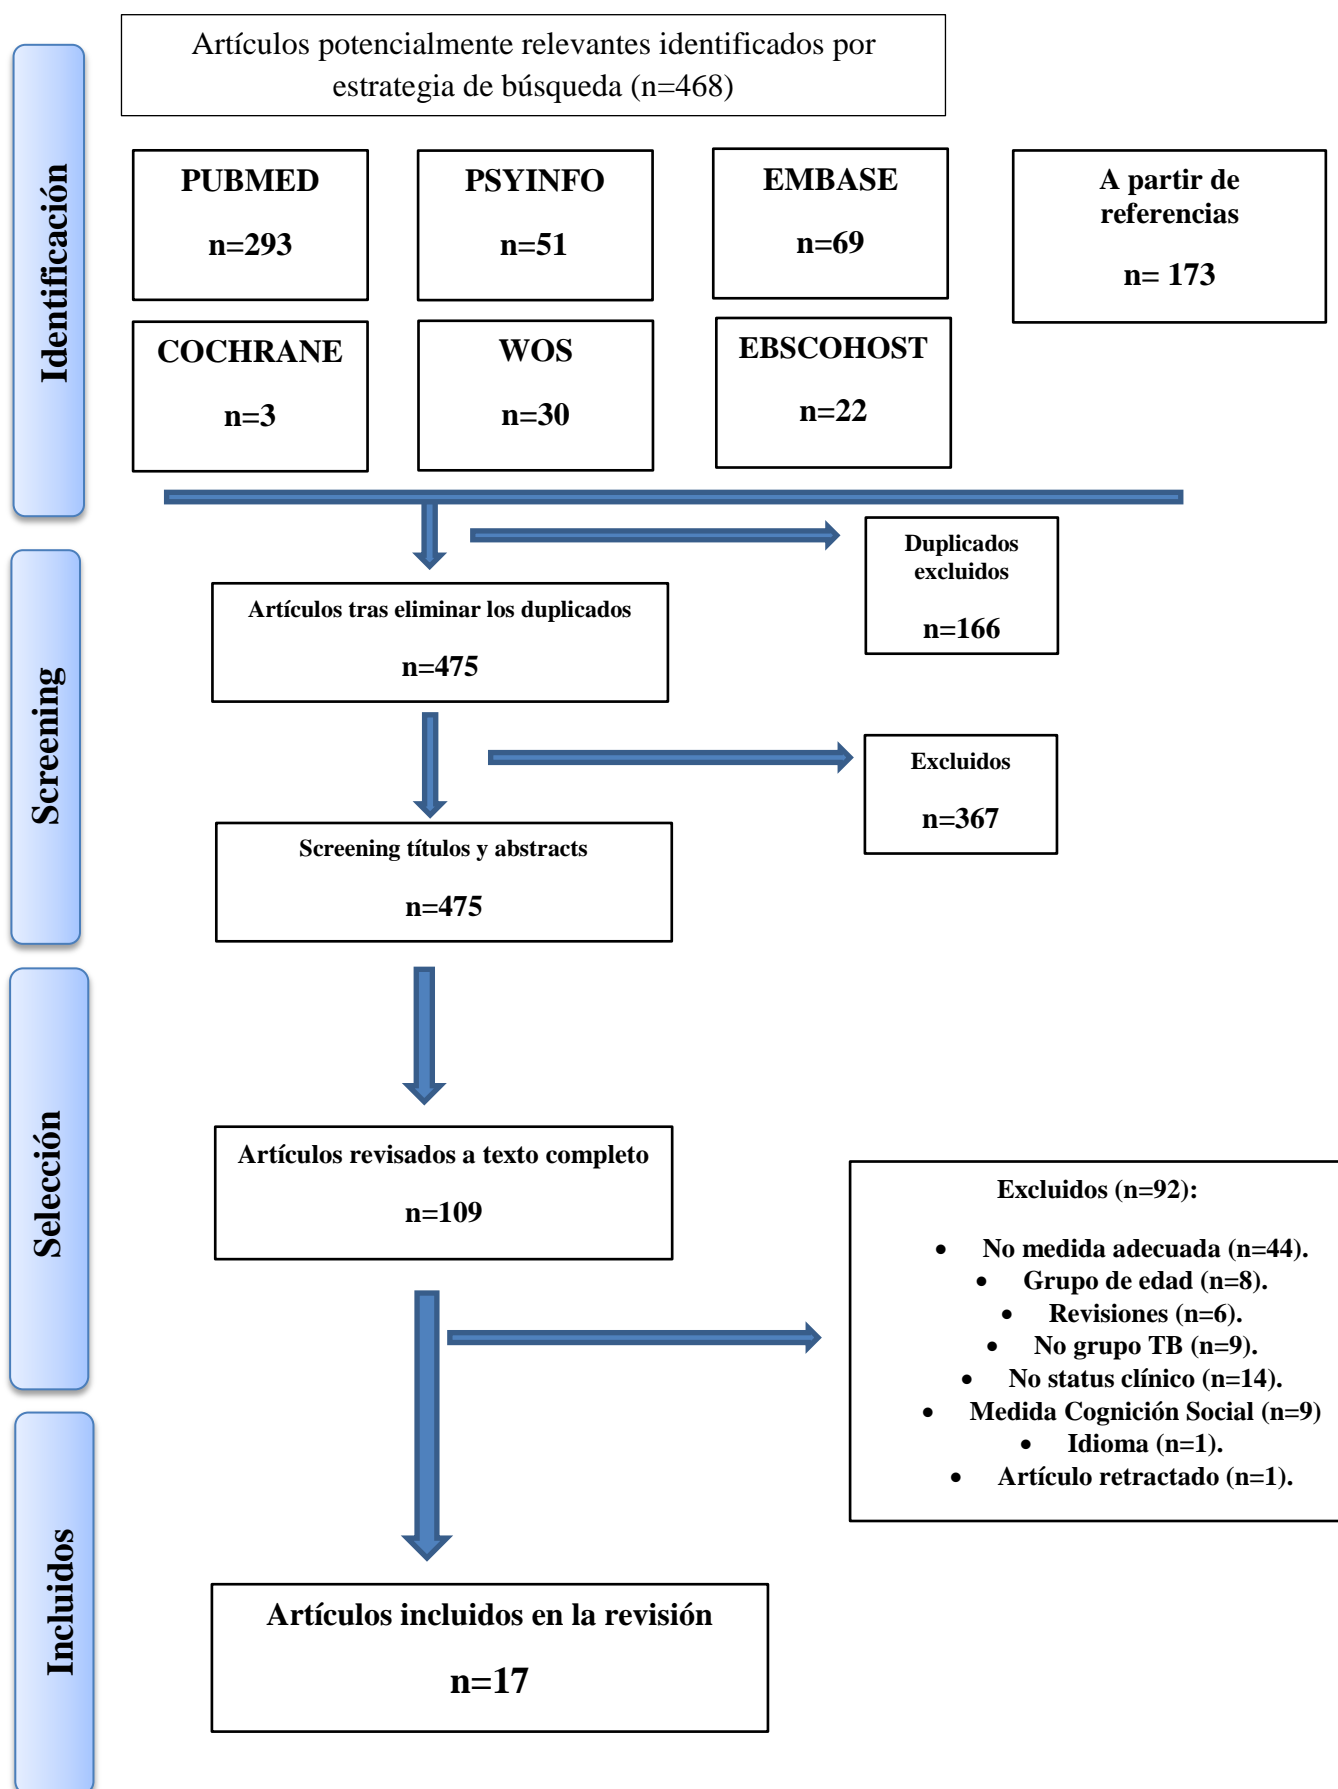 Artículos potencialmente relevantes identificados por
estrategia de búsqueda (n=468)
Identificación
PUBMED
n=293
PSYINFO
n=51
EMBASE
n=69
A partir de
referencias
n= 173
COCHRANE
n=3
WOS
n=30
EBSCOHOST
n=22
Screening
Duplicados
excluidos
n=166
Artículos tras eliminar los duplicados
n=475
Excluidos
n=367
Screening títulos y abstracts
n=475
Selección
Artículos revisados a texto completo
n=109
Excluidos (n=92):
• No medida adecuada (n=44).
• Grupo de edad (n=8).
• Revisiones (n=6).
• No grupo TB (n=9).
• No status clínico (n=14).
• Medida Cognición Social (n=9)
• Idioma (n=1).
• Artículo retractado (n=1).
Incluidos
Artículos incluidos en la revisión
n=17